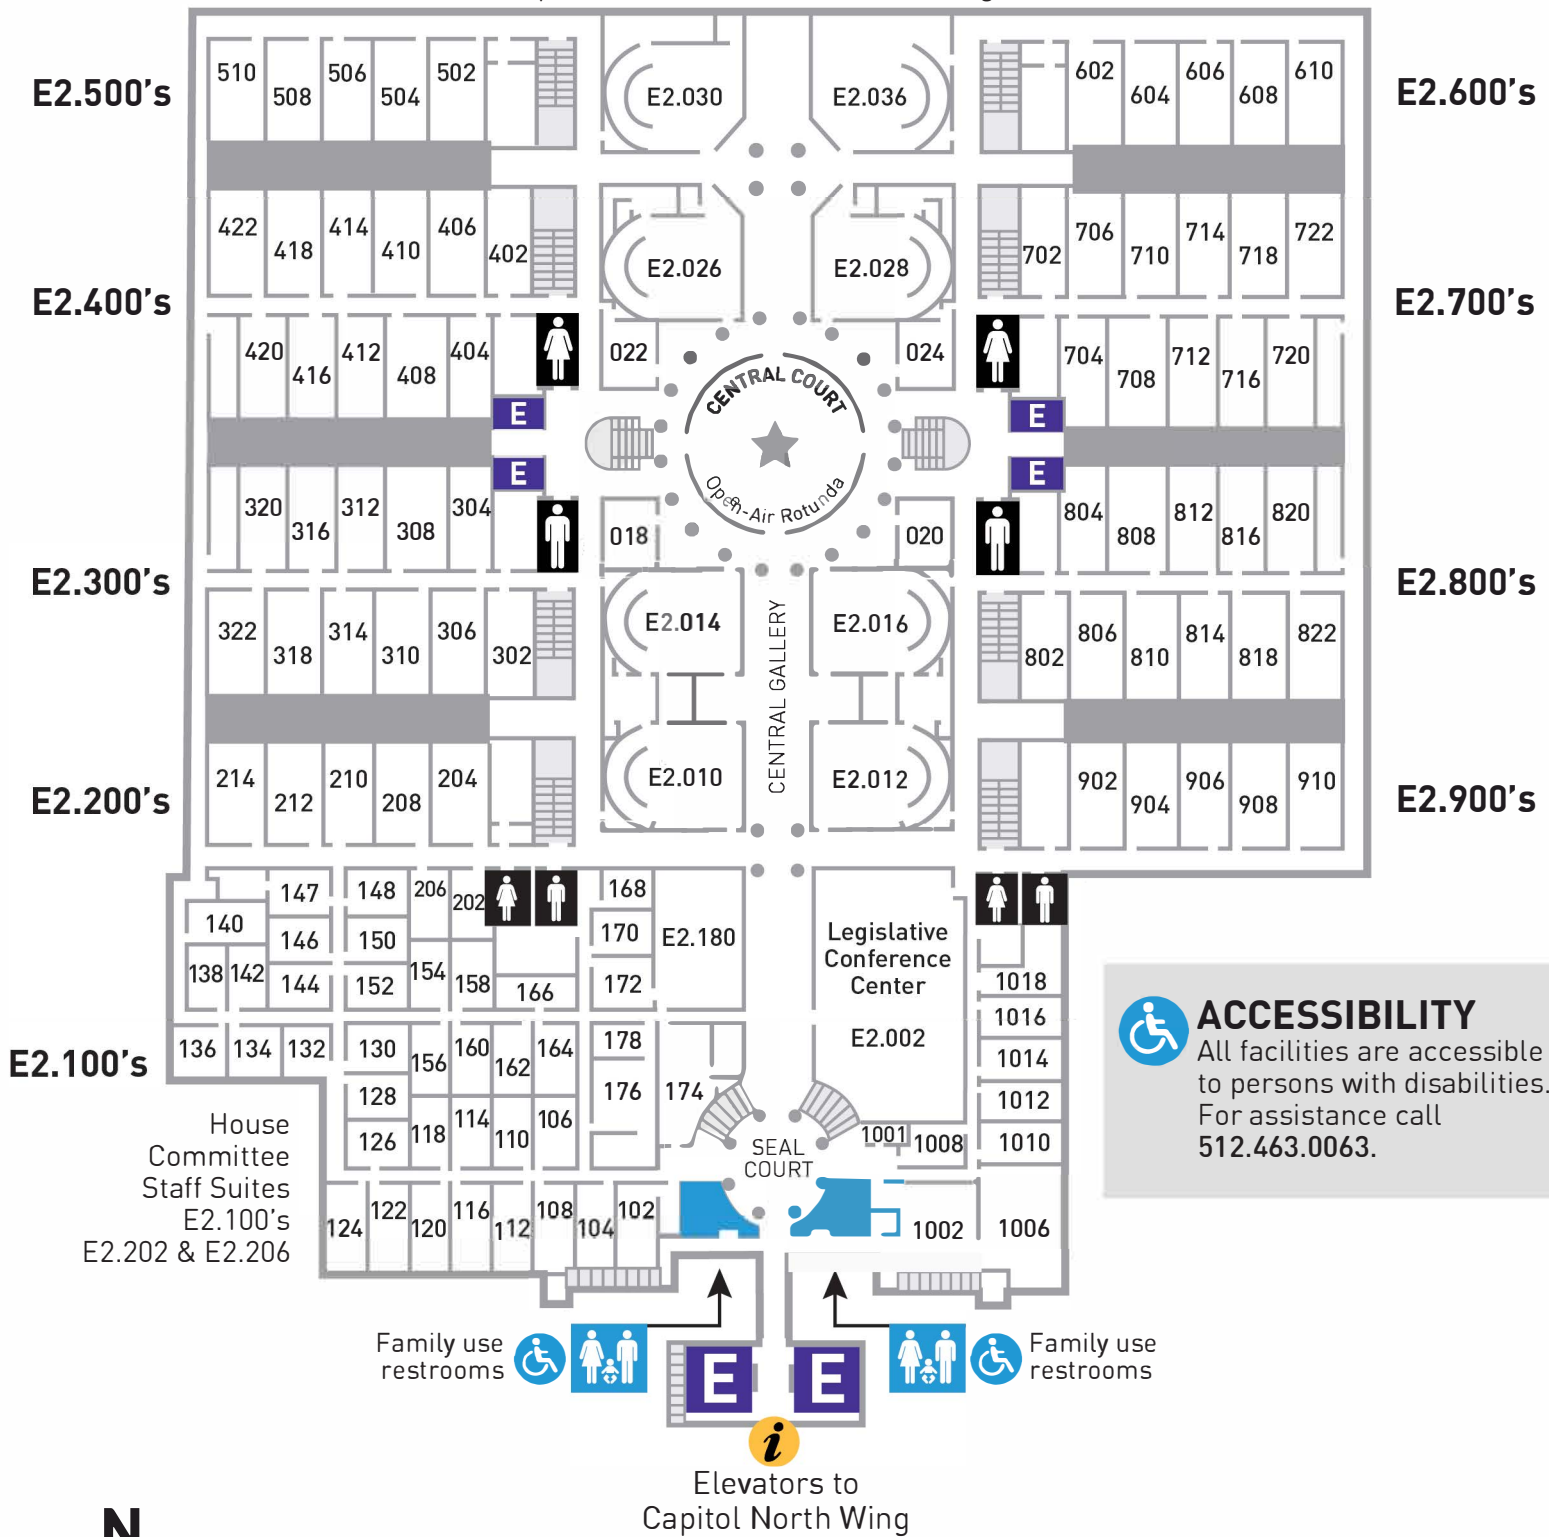 E2.500's
510
508
506
504
502
E2.030
E2.036
602
604
606
608
610
E2.600's
422
418
414
410
406
402
E2.026
E2.028
702
706
710
714
718
722
E2.400's
E2.700's
420
416
412
408
404
022
024
704
708
712
716
720
E
E
CENTRAL COURT
Open-Air Rotunda
E
E
320
316
312
308
304
018
020
804
808
812
816
820
E2.300's
E2.800's
322
318
314
310
306
302
E2.014
E2.016
802
806
810
814
818
822
CENTRAL GALLERY
214
212
210
208
204
E2.010
E2.012
902
904
906
908
910
E2.200's
E2.900's
147
148
206
202
168
140
146
150
170
E2.180
Legislative
Conference
Center
E2.002
138
142
144
152
154
158
166
172
1018
1016
136
134
132
130
156
160
162
164
178
1014
E2.100's
128
176
174
1012
126
118
114
110
106
1001
1008
1010
SEAL
COURT
124
122
120
116
112
108
104
102
1002
1006
House
Committee
Staff Suites
E2.100's
E2.202 & E2.206
ACCESSIBILITY
All facilities are accessible
to persons with disabilities.
For assistance call
512.463.0063.
Family use
restrooms
Family use
restrooms
E
E
i
Elevators to
Capitol North Wing
N